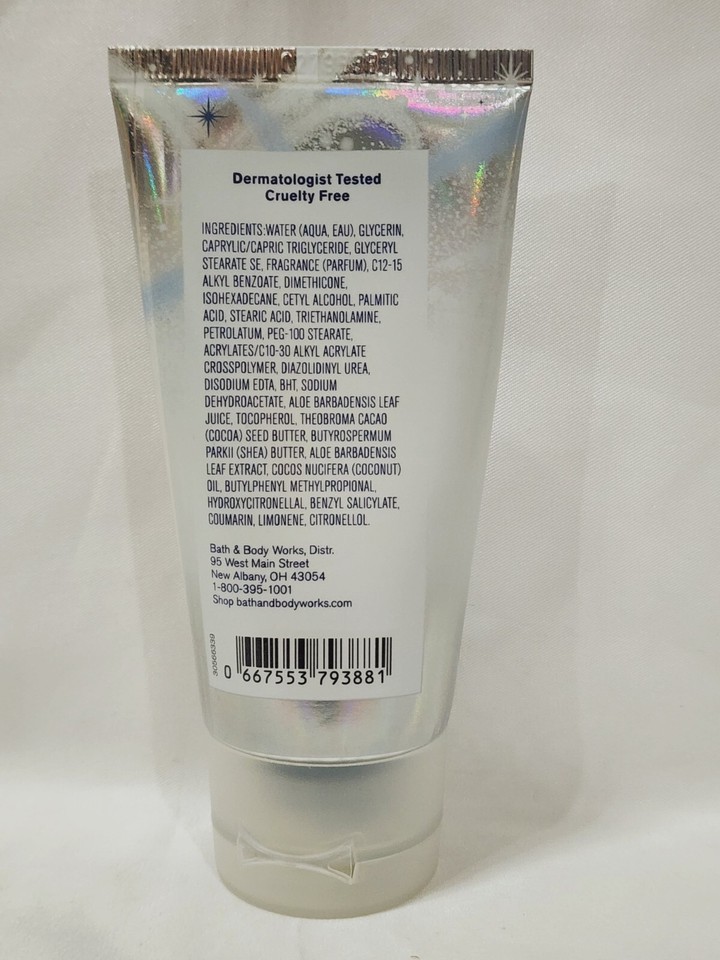 Dermatologist Tested
Cruelty Free
INGREDIENTS:WATER (AQUA, EAU), GLYCERIN,
CAPRYLIC/CAPRIC TRIGLYCERIDE, GLYCERYL
STEARATE SE, FRAGRANCE (PARFUM), C12-15
ALKYL BENZOATE, DIMETHICONE,
ISOHEXADECANE, CETYL ALCOHOL, PALMITIC
ACID, STEARIC ACID, TRIETHANOLAMINE,
PETROLATUM, PEG-100 STEARATE,
ACRYLATES/C10-30 ALKYL ACRYLATE
CROSSPOLYMER, DIAZOLIDINYL UREA,
DISODIUM EDTA, BHT, SODIUM
DEHYDROACETATE, ALOE BARBADENSIS LEAF
JUICE, TOCOPHEROL, THEOBROMA CACAO
(COCOA) SEED BUTTER, BUTYROSPERMUM
PARKII (SHEA) BUTTER, ALOE BARBADENSIS
LEAF EXTRACT, COCOS NUCIFERA (COCONUT)
OIL, BUTYLPHENYL METHYLPROPIONAL,
HYDROXYCITRONELLAL, BENZYL SALICYLATE,
COUMARIN, LIMONENE, CITRONELLOL.
Bath & Body Works, Distr.
95 West Main Street
New Albany, OH 43054
1-800-395-1001
Shop bathandbodyworks.com
0 667553 793881